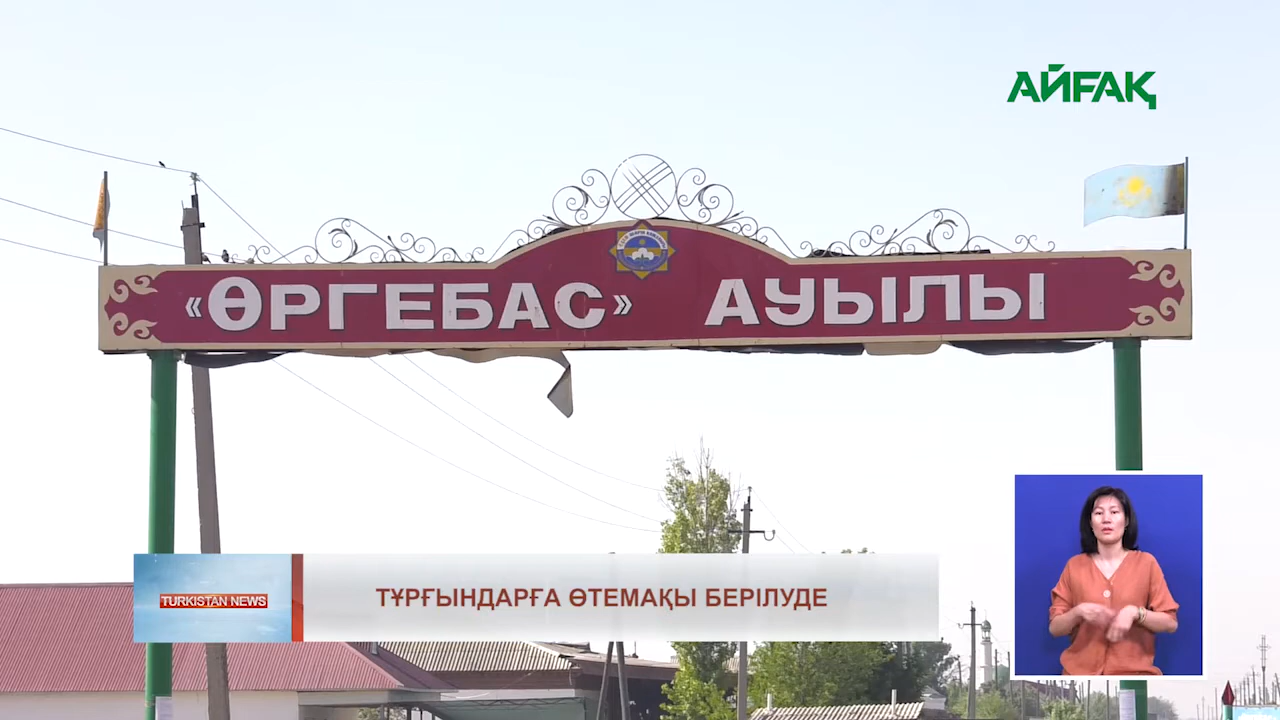 АЙҒАҚ
«ӨРГЕБАС» АУЫЛЫ
TURKISTAN NEWS
ТҰРҒЫНДАРҒА ӨТЕМАҚЫ БЕРІЛУДЕ